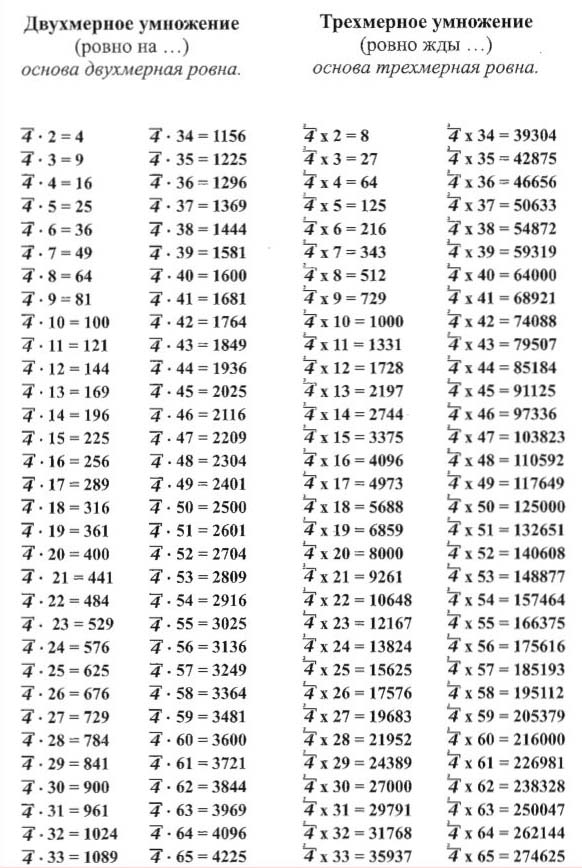 Двухмерное умножение
(ровно на ...)
основа двухмерная ровна.
4̅ · 2 = 4
4̅ · 3 = 9
4̅ · 4 = 16
4̅ · 5 = 25
4̅ · 6 = 36
4̅ · 7 = 49
4̅ · 8 = 64
4̅ · 9 = 81
4̅ · 10 = 100
4̅ · 11 = 121
4̅ · 12 = 144
4̅ · 13 = 169
4̅ · 14 = 196
4̅ · 15 = 225
4̅ · 16 = 256
4̅ · 17 = 289
4̅ · 18 = 316
4̅ · 19 = 361
4̅ · 20 = 400
4̅ · 21 = 441
4̅ · 22 = 484
4̅ · 23 = 529
4̅ · 24 = 576
4̅ · 25 = 625
4̅ · 26 = 676
4̅ · 27 = 729
4̅ · 28 = 784
4̅ · 29 = 841
4̅ · 30 = 900
4̅ · 31 = 961
4̅ · 32 = 1024
4̅ · 33 = 1089
4̅ · 34 = 1156
4̅ · 35 = 1225
4̅ · 36 = 1296
4̅ · 37 = 1369
4̅ · 38 = 1444
4̅ · 39 = 1581
4̅ · 40 = 1600
4̅ · 41 = 1681
4̅ · 42 = 1764
4̅ · 43 = 1849
4̅ · 44 = 1936
4̅ · 45 = 2025
4̅ · 46 = 2116
4̅ · 47 = 2209
4̅ · 48 = 2304
4̅ · 49 = 2401
4̅ · 50 = 2500
4̅ · 51 = 2601
4̅ · 52 = 2704
4̅ · 53 = 2809
4̅ · 54 = 2916
4̅ · 55 = 3025
4̅ · 56 = 3136
4̅ · 57 = 3249
4̅ · 58 = 3364
4̅ · 59 = 3481
4̅ · 60 = 3600
4̅ · 61 = 3721
4̅ · 62 = 3844
4̅ · 63 = 3969
4̅ · 64 = 4096
4̅ · 65 = 4225
Трехмерное умножение
(ровно жды ...)
основа трехмерная ровна.
4̅ x 2 = 8
4̅ x 3 = 27
4̅ x 4 = 64
4̅ x 5 = 125
4̅ x 6 = 216
4̅ x 7 = 343
4̅ x 8 = 512
4̅ x 9 = 729
4̅ x 10 = 1000
4̅ x 11 = 1331
4̅ x 12 = 1728
4̅ x 13 = 2197
4̅ x 14 = 2744
4̅ x 15 = 3375
4̅ x 16 = 4096
4̅ x 17 = 4973
4̅ x 18 = 5688
4̅ x 19 = 6859
4̅ x 20 = 8000
4̅ x 21 = 9261
4̅ x 22 = 10648
4̅ x 23 = 12167
4̅ x 24 = 13824
4̅ x 25 = 15625
4̅ x 26 = 17576
4̅ x 27 = 19683
4̅ x 28 = 21952
4̅ x 29 = 24389
4̅ x 30 = 27000
4̅ x 31 = 29791
4̅ x 32 = 31768
4̅ x 33 = 35937
4̅ x 34 = 39304
4̅ x 35 = 42875
4̅ x 36 = 46656
4̅ x 37 = 50633
4̅ x 38 = 54872
4̅ x 39 = 59319
4̅ x 40 = 64000
4̅ x 41 = 68921
4̅ x 42 = 74088
4̅ x 43 = 79507
4̅ x 44 = 85184
4̅ x 45 = 91125
4̅ x 46 = 97336
4̅ x 47 = 103823
4̅ x 48 = 110592
4̅ x 49 = 117649
4̅ x 50 = 125000
4̅ x 51 = 132651
4̅ x 52 = 140608
4̅ x 53 = 148877
4̅ x 54 = 157464
4̅ x 55 = 166375
4̅ x 56 = 175616
4̅ x 57 = 185193
4̅ x 58 = 195112
4̅ x 59 = 205379
4̅ x 60 = 216000
4̅ x 61 = 226981
4̅ x 62 = 238328
4̅ x 63 = 250047
4̅ x 64 = 262144
4̅ x 65 = 274625